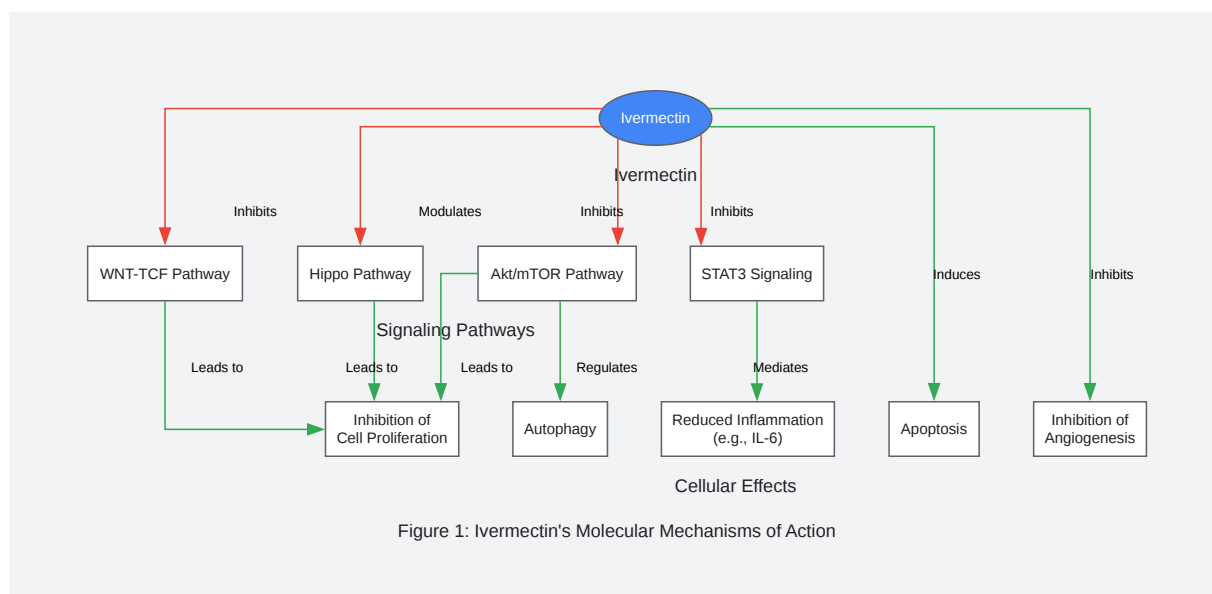 Ivermectin
Ivermectin
Inhibits
Modulates
Inhibits
Inhibits
WNT-TCF Pathway
Hippo Pathway
Akt/mTOR Pathway
STAT3 Signaling
Induces
Inhibits
Signaling Pathways
Leads to
Leads to
Leads to
Regulates
Mediates
Inhibition of
Cell Proliferation
Autophagy
Reduced Inflammation
(e.g., IL-6)
Apoptosis
Inhibition of
Angiogenesis
Cellular Effects
Figure 1: Ivermectin's Molecular Mechanisms of Action